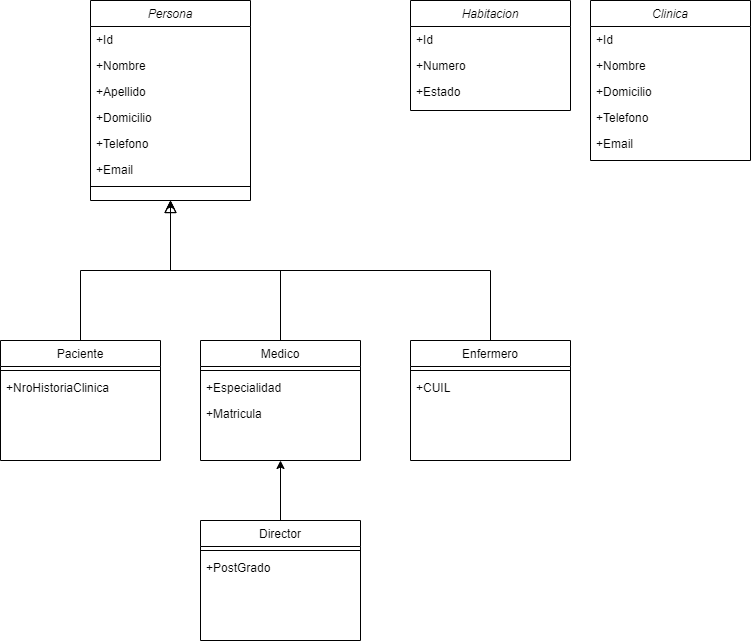 Persona
+Id
+Nombre
+Apellido
+Domicilio
+Telefono
+Email
Habitacion
+Id
+Numero
+Estado
Clinica
+Id
+Nombre
+Domicilio
+Telefono
+Email
Paciente
+NroHistoriaClinica
Medico
+Especialidad
+Matricula
Enfermero
+CUIL
Director
+PostGrado